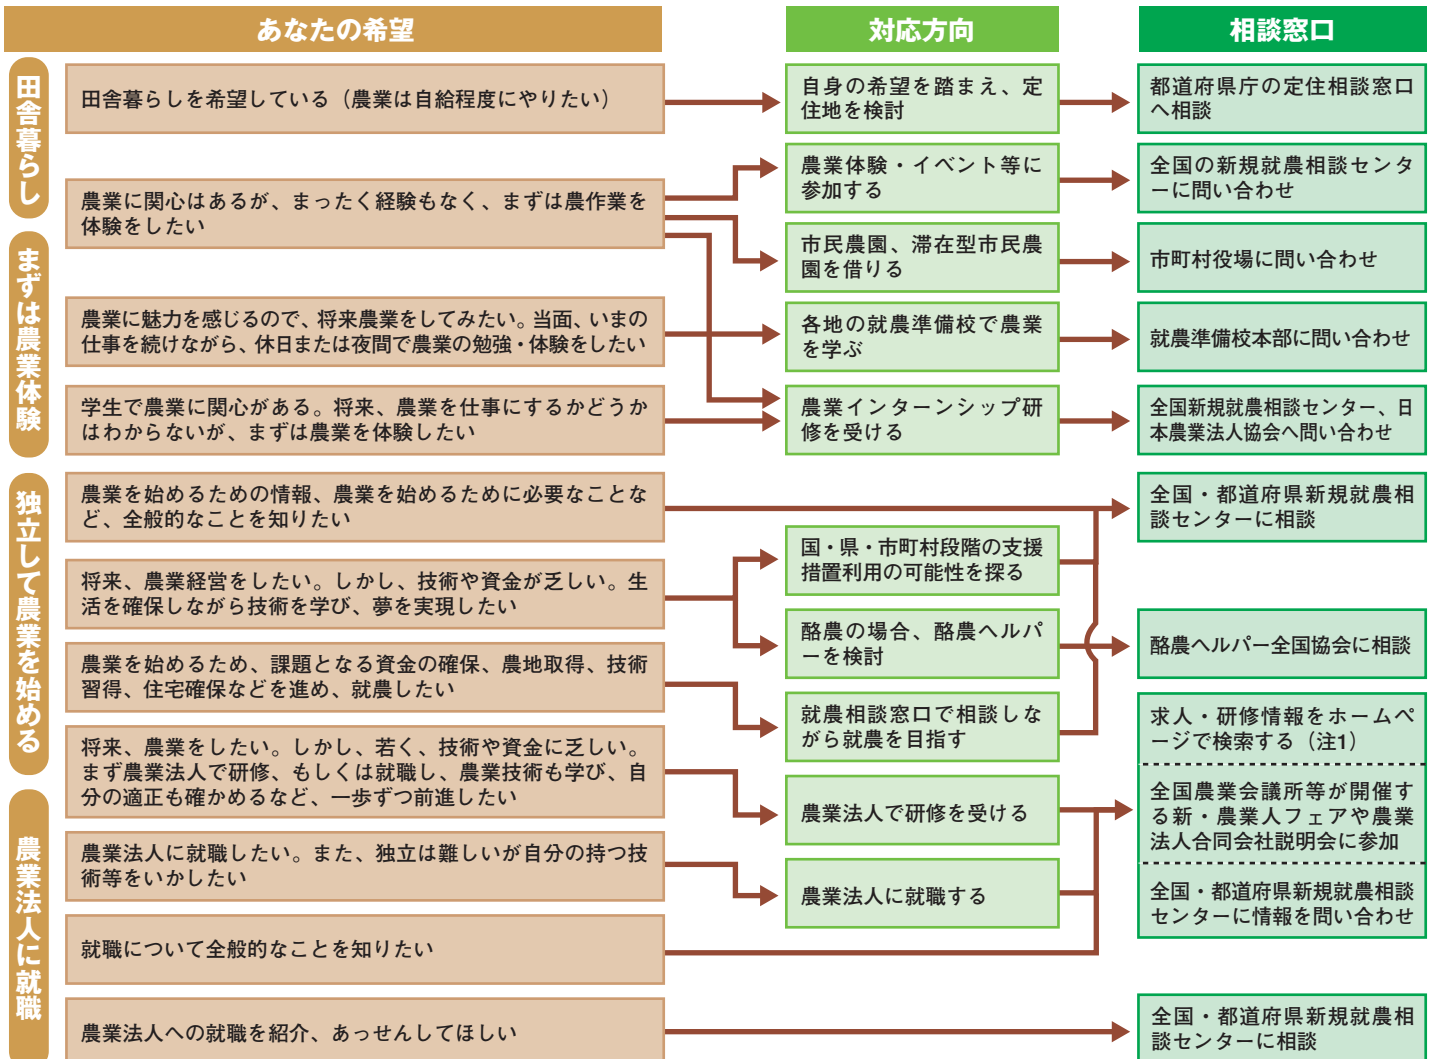 あなたの希望
対応方向
相談窓口
田舎暮らし
田舎暮らしを希望している（農業は自給程度にやりたい）
自身の希望を踏まえ、定
住地を検討
都道府県庁の定住相談窓口
へ相談
農業に関心はあるが、まったく経験もなく、まずは農作業を
体験をしたい
農業体験・イベント等に
参加する
全国の新規就農相談センタ
ーに問い合わせ
市民農園、滞在型市民農
園を借りる
市町村役場に問い合わせ
まずは農業体験
農業に魅力を感じるので、将来農業をしてみたい。当面、いまの
仕事を続けながら、休日または夜間で農業の勉強・体験をしたい
各地の就農準備校で農業
を学ぶ
就農準備校本部に問い合わせ
学生で農業に関心がある。将来、農業を仕事にするかどうか
はわからないが、まずは農業を体験したい
農業インターンシップ研
修を受ける
全国新規就農相談センター、日
本農業法人協会へ問い合わせ
独立して農業を始める
農業を始めるための情報、農業を始めるために必要なことな
ど、全般的なことを知りたい
全国・都道府県新規就農相
談センターに相談
将来、農業経営をしたい。しかし、技術や資金が乏しい。生
活を確保しながら技術を学び、夢を実現したい
国・県・市町村段階の支援
措置利用の可能性を探る
酪農の場合、酪農ヘルパ
ーを検討
酪農ヘルパー全国協会に相談
農業を始めるため、課題となる資金の確保、農地取得、技術
習得、住宅確保などを進め、就農したい
就農相談窓口で相談しな
がら就農を目指す
求人・研修情報をホームペ
ージで検索する（注1）
将来、農業をしたい。しかし、若く、技術や資金に乏しい。
まず農業法人で研修、もしくは就職し、農業技術も学び、自
分の適正も確かめるなど、一歩ずつ前進したい
農業法人で研修を受ける
全国農業会議所等が開催す
る新・農業人フェアや農業
法人合同会社説明会に参加
農業法人に就職
農業法人に就職したい。また、独立は難しいが自分の持つ技
術等をいかしたい
農業法人に就職する
全国・都道府県新規就農相談
センターに情報を問い合わせ
就職について全般的なことを知りたい
農業法人への就職を紹介、あっせんしてほしい
全国・都道府県新規就農相
談センターに相談